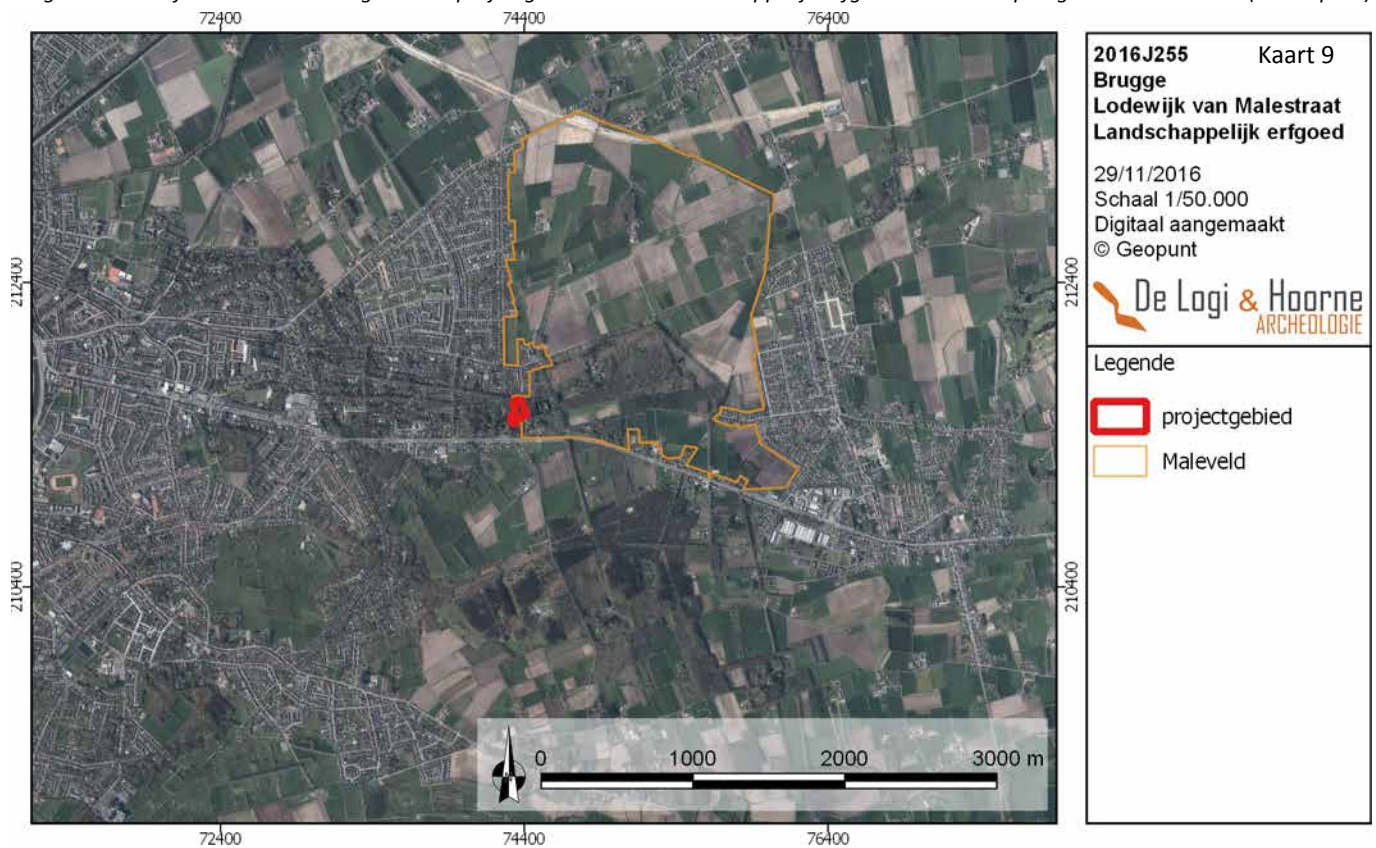 72400 74400 76400
212400 212400
210400 210400
0 1000 2000 3000 m
72400 74400 76400
2016J255 Kaart 9
Brugge
Lodewijk van Malestraat
Landschappelijk erfgoed
29/11/2016
Schaal 1/50.000
Digitaal aangemaakt
© Geopunt
De Logi & Hoorne
ARCHEOLOGIE
Legende
projectgebied
Maleveld